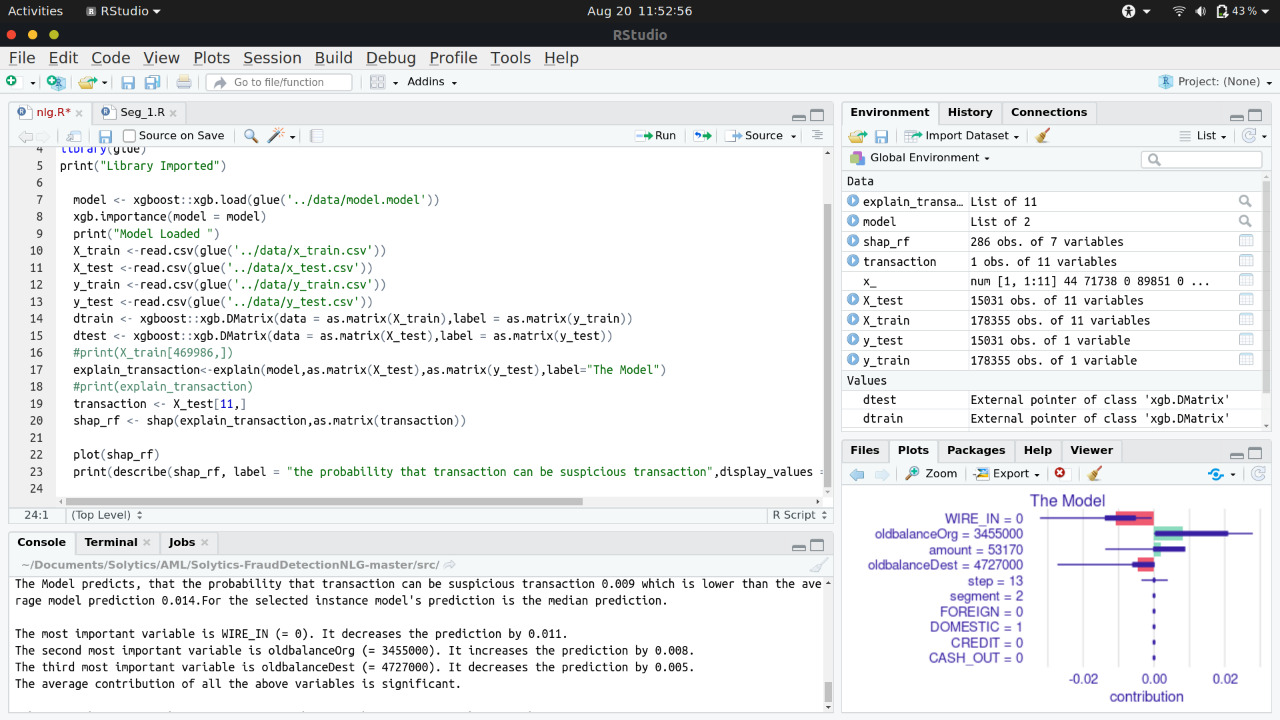 Activities
RStudio
Aug 20 11:52:56
43 %
RStudio
File Edit Code View Plots Session Build Debug Profile Tools Help
Go to file/function
Addins
Project: (None)
nlg.R*
Seg_1.R
Source on Save
Run
Source
4 library(glue)
5 print("Library Imported")
6
7 model <- xgboost::xgb.load(glue('../data/model.model'))
8 xgb.importance(model = model)
9 print("Model Loaded ")
10 X_train <-read.csv(glue('../data/x_train.csv'))
11 X_test <-read.csv(glue('../data/x_test.csv'))
12 y_train <-read.csv(glue('../data/y_train.csv'))
13 y_test <-read.csv(glue('../data/y_test.csv'))
14 dtrain <- xgboost::xgb.DMatrix(data = as.matrix(X_train),label = as.matrix(y_train))
15 dtest <- xgboost::xgb.DMatrix(data = as.matrix(X_test),label = as.matrix(y_test))
16 #print(X_train[469986,])
17 explain_transaction<-explain(model,as.matrix(X_test),as.matrix(y_test),label="The Model")
18 #print(explain_transaction)
19 transaction <- X_test[11,]
20 shap_rf <- shap(explain_transaction,as.matrix(transaction))
21
22 plot(shap_rf)
23 print(describe(shap_rf, label = "the probability that transaction can be suspicious transaction",display_values =
24
24:1 (Top Level) R Script
Console Terminal Jobs
~/Documents/Solytics/AML/Solytics-FraudDetectionNLG-master/src/
The Model predicts, that the probability that transaction can be suspicious transaction 0.009 which is lower than the ave
rage model prediction 0.014.For the selected instance model's prediction is the median prediction.
The most important variable is WIRE_IN (= 0). It decreases the prediction by 0.011.
The second most important variable is oldbalanceOrg (= 3455000). It increases the prediction by 0.008.
The third most important variable is oldbalanceDest (= 4727000). It decreases the prediction by 0.005.
The average contribution of all the above variables is significant.
Environment History Connections
Import Dataset
List
Global Environment
Data
explain_transa… List of 11
model List of 2
shap_rf 286 obs. of 7 variables
transaction 1 obs. of 11 variables
x_ num [1, 1:11] 44 71738 0 89851 0 ...
X_test 15031 obs. of 11 variables
X_train 178355 obs. of 11 variables
y_test 15031 obs. of 1 variable
y_train 178355 obs. of 1 variable
Values
dtest External pointer of class 'xgb.DMatrix'
dtrain External pointer of class 'xgb.DMatrix'
Files Plots Packages Help Viewer
Zoom Export
The Model
WIRE_IN = 0
oldbalanceOrg = 3455000
amount = 53170
oldbalanceDest = 4727000
step = 13
segment = 2
FOREIGN = 0
DOMESTIC = 1
CREDIT = 0
CASH_OUT = 0
-0.02 0.00 0.02
contribution